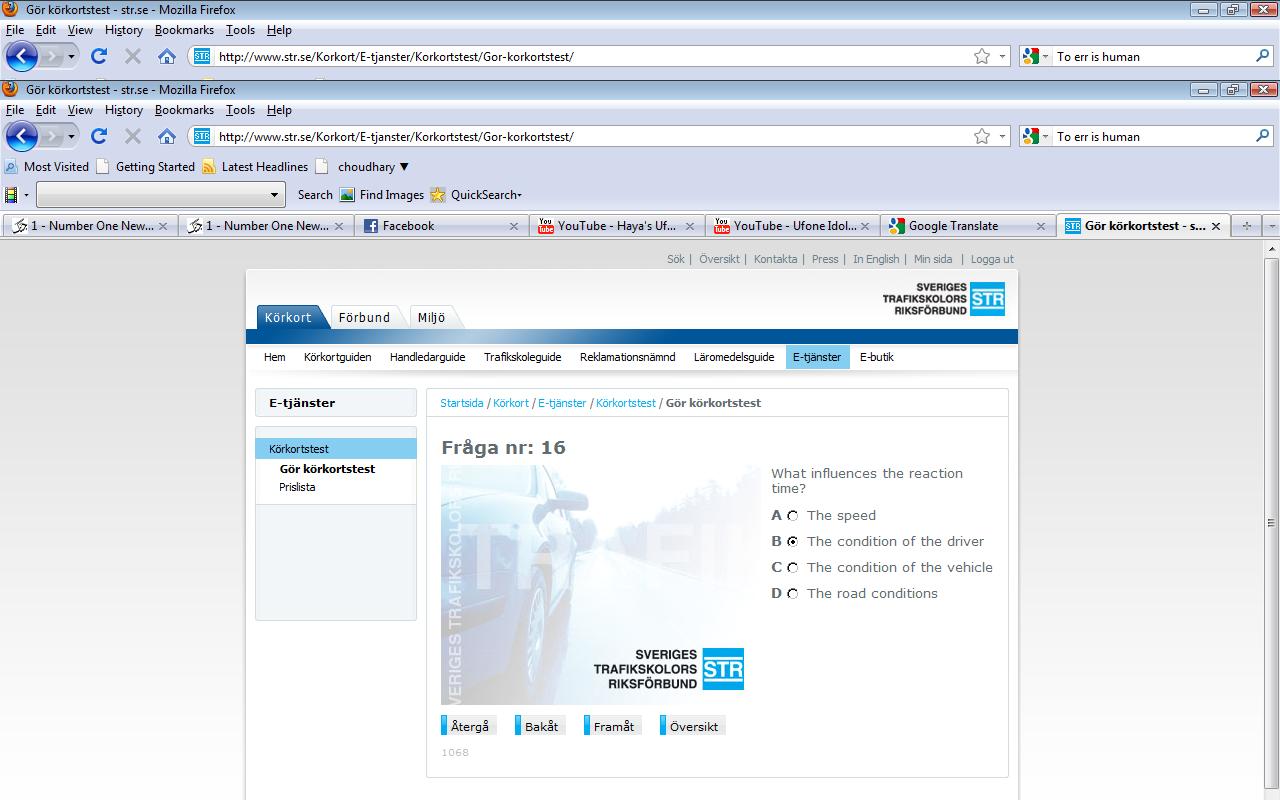 Gör körkortstest - str.se - Mozilla Firefox
File Edit View History Bookmarks Tools Help
STR http://www.str.se/Korkort/E-tjanster/Korkortstest/Gor-korkortstest/ To err is human
Gör körkortstest - str.se - Mozilla Firefox
File Edit View History Bookmarks Tools Help
STR http://www.str.se/Korkort/E-tjanster/Korkortstest/Gor-korkortstest/ To err is human
Most Visited Getting Started Latest Headlines choudhary ▼
Search Find Images QuickSearch
1 - Number One New... 1 - Number One New... Facebook YouTube - Haya's Uf... YouTube - Ufone Idol... Google Translate Gör körkortstest - s...
Sök | Översikt | Kontakta | Press | In English | Min sida | Logga ut
SVERIGES
TRAFIKSKOLORS STR
RIKSFÖRBUND
Körkort Förbund Miljö
Hem Körkortguiden Handledarguide Trafikskoleguide Reklamationsnämnd Läromedelsguide E-tjänster E-butik
E-tjänster
Körkortstest
Gör körkortstest
Prislista
Startsida / Körkort / E-tjänster / Körkortstest / Gör körkortstest
Fråga nr: 16
What influences the reaction
time?
A The speed
B The condition of the driver
C The condition of the vehicle
D The road conditions
SVERIGES
TRAFIKSKOLORS STR
RIKSFÖRBUND
Återgå Bakåt Framåt Översikt
1068